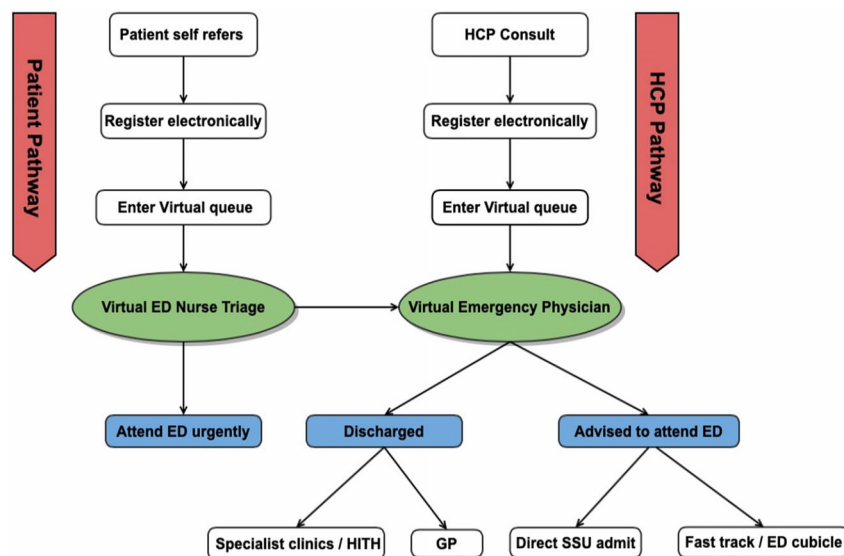 Patient self refers
HCP Consult
Patient Pathway
HCP Pathway
Register electronically
Register electronically
Enter Virtual queue
Enter Virtual queue
Virtual ED Nurse Triage
Virtual Emergency Physician
Attend ED urgently
Discharged
Advised to attend ED
Specialist clinics / HITH
GP
Direct SSU admit
Fast track / ED cubicle